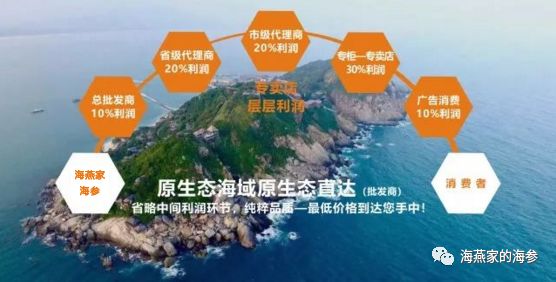 市级代理商
20%利润
省级代理商
20%利润
专柜—专卖店
30%利润
总批发商
10%利润
专卖店
层层利润
广告消费
10%利润
海燕家
海参
原生态海域原生态直达（批发商）
消费者
省略中间利润环节，纯粹品质—最低价格到达您手中！
海燕家的海参